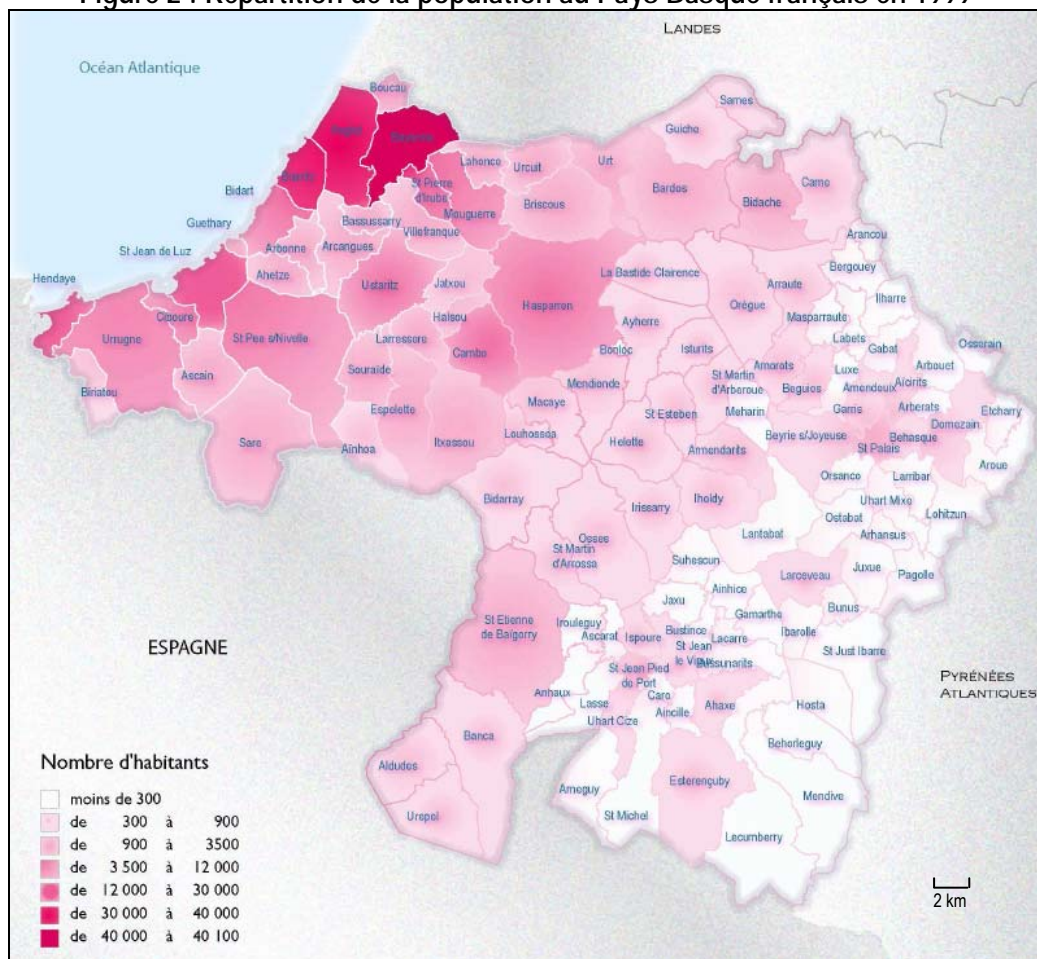 Figure 2 : Répartition de la population au Pays Basque français en 1999
LANDES
Océan Atlantique
Boucau
Sames
Guiche
Anglet
Bayonne
Lahonce
Urcuit
Urt
Biarritz
St Pierre
d'Irube
Bardos
Came
Bidart
Mouguerre
Briscous
Bidache
Guethary
Bassussarry
Villefranque
St Jean de Luz
Arbonne
Arcangues
Arancou
Bergouey
Hendaye
Ahetze
Ustaritz
Jatxou
La Bastide Clairence
Arraute
Ilharre
Hasparren
Orègue
Ciboure
Halsou
Ayherre
Masparraute
Urrugne
St Pee s/Nivelle
Larressore
Labets
Osserain
Cambo
Bonloc
Isturits
Gabat
Ascain
Souraïde
Amorats
Luxe
Arbouet
Biriatou
Mendionde
St Martin
d'Arberoue
Beguios
Amendeux
Aïcirits
Espelette
Macaye
St Esteben
Meharin
Garris
Arberats
Etcharry
Sare
Aïnhoa
Itxassou
Louhossoa
Helette
Armendarits
Beyrie s/Joyeuse
Behasque
Domezain
St Palais
Aroue
Bidarray
Irissarry
Iholdy
Orsanco
Larribar
Uhart Mixe
Lohitzun
Ostabat
Osses
Lantabat
Arhansus
St Martin
d'Arrossa
Suhescun
Larceveau
Juxue
Pagolle
Ainhice
Jaxu
Gamarthe
Bunus
St Etienne
de Baïgorry
Irouleguy
Ascarat
Ispoure
Bustince
Lacarre
Ibarolle
St Just Ibarre
ESPAGNE
St Jean
le Vieux
Bussunarits
St Jean Pied
de Port
PYRÉNÉES
ATLANTIQUES
Anhaux
Lasse
Caro
Ahaxe
Hosta
Uhart Cize
Aincille
Banca
Behorleguy
Aldudes
Esterençuby
Arneguy
Mendive
Urepel
St Michel
Lecumberry
Nombre d'habitants
moins de 300
de 300 à 900
de 900 à 3500
de 3 500 à 12 000
de 12 000 à 30 000
de 30 000 à 40 000
de 40 000 à 40 100
2 km